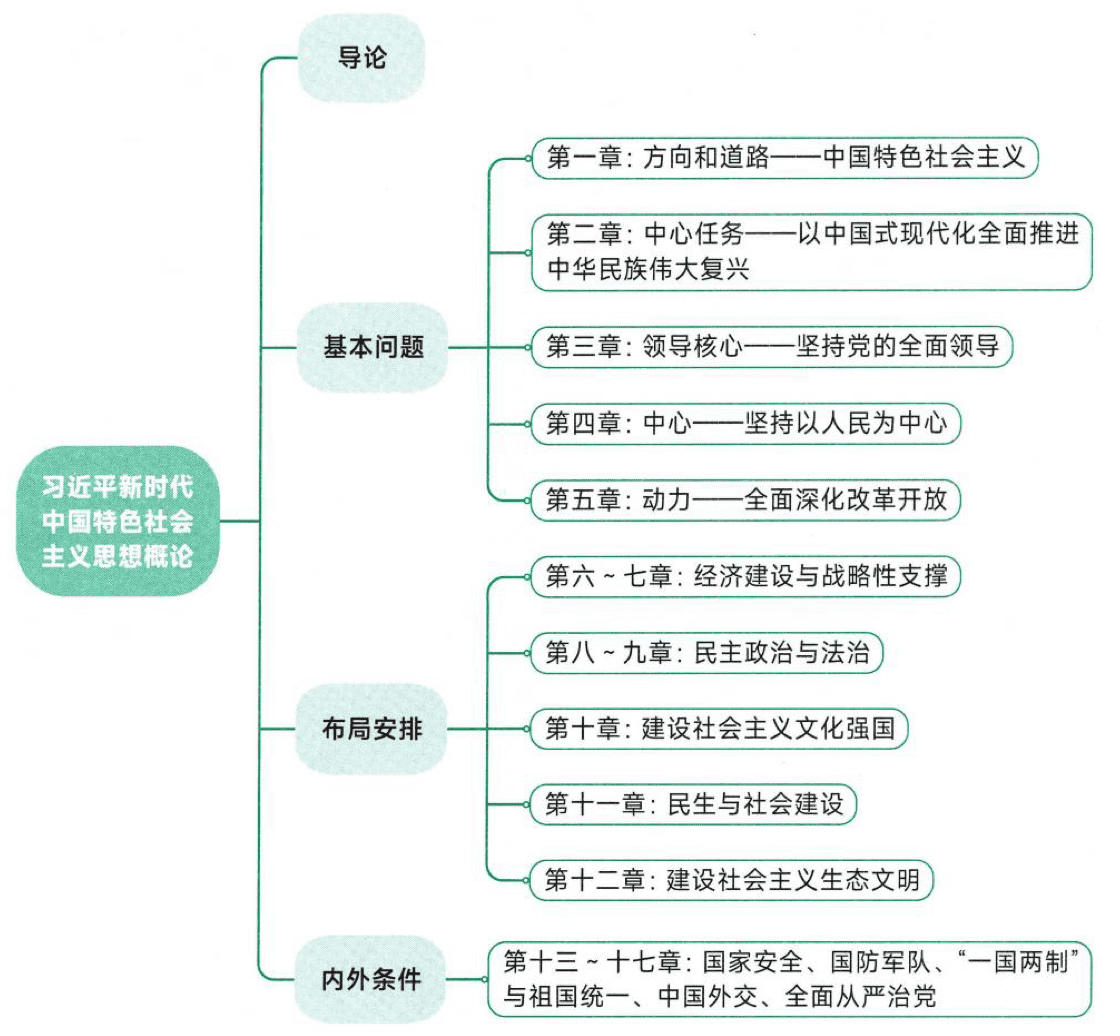 导论
第一章：方向和道路——中国特色社会主义
第二章：中心任务——以中国式现代化全面推进
中华民族伟大复兴
基本问题
第三章：领导核心——坚持党的全面领导
第四章：中心——坚持以人民为中心
第五章：动力——全面深化改革开放
习近平新时代
中国特色社会
主义思想概论
第六~七章：经济建设与战略性支撑
第八~九章：民主政治与法治
布局安排
第十章：建设社会主义文化强国
第十一章：民生与社会建设
第十二章：建设社会主义生态文明
内外条件
第十三~十七章：国家安全、国防军队、“一国两制”
与祖国统一、中国外交、全面从严治党